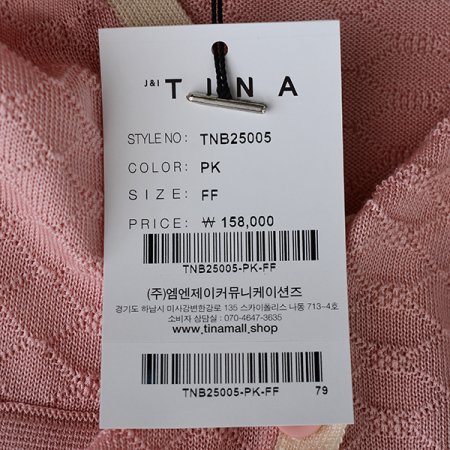 J&I TINA
STYLE NO : TNB25005
COLOR: PK
SIZE: FF
PRICE: ₩ 158,000
TNB25005-PK-FF
(주)엠엔제이커뮤니케이션즈
경기도 하남시 미사강변한강로 135 스카이폴리스 나동 713-4호
소비자 상담실 : 070-4647-3635
www.tinamall.shop
TNB25005-PK-FF 79